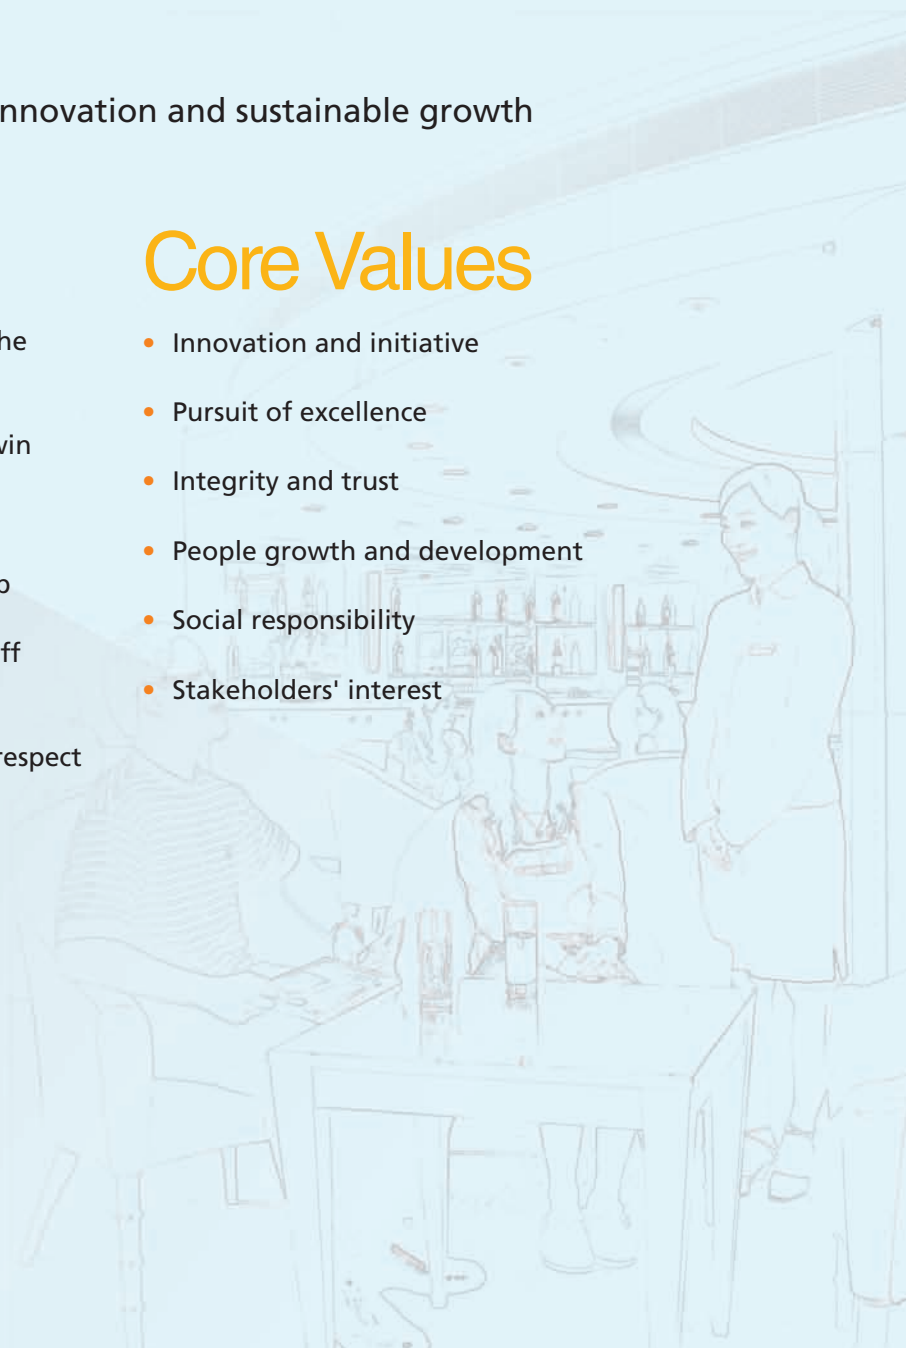 nnovation and sustainable growth
Core Values
he
• Innovation and initiative
• Pursuit of excellence
vin
• Integrity and trust
• People growth and development
p
• Social responsibility
ff
• Stakeholders' interest
respect